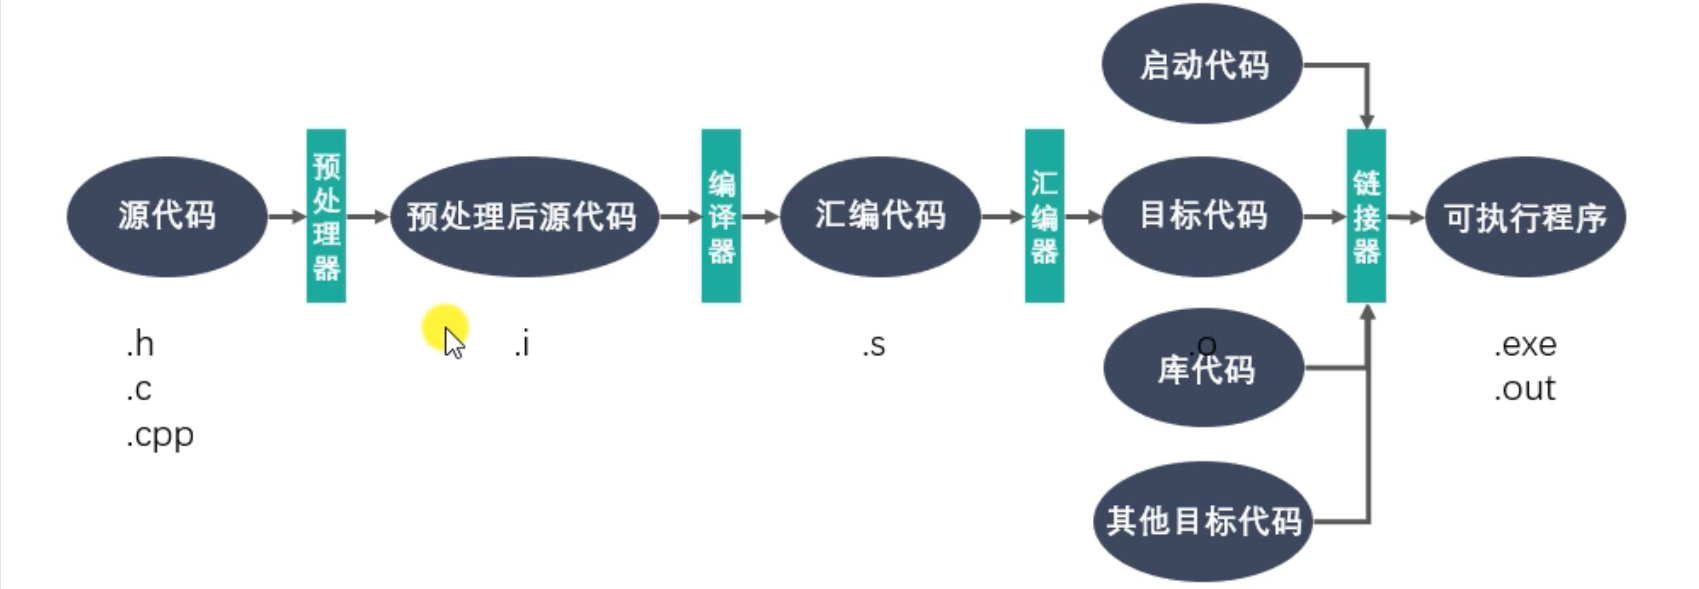 启动代码
源代码
预处理器
预处理后源代码
编译器
汇编代码
汇编器
目标代码
链接器
可执行程序
.h
.c
.cpp
.i
.s
.o
库代码
.exe
.out
其他目标代码